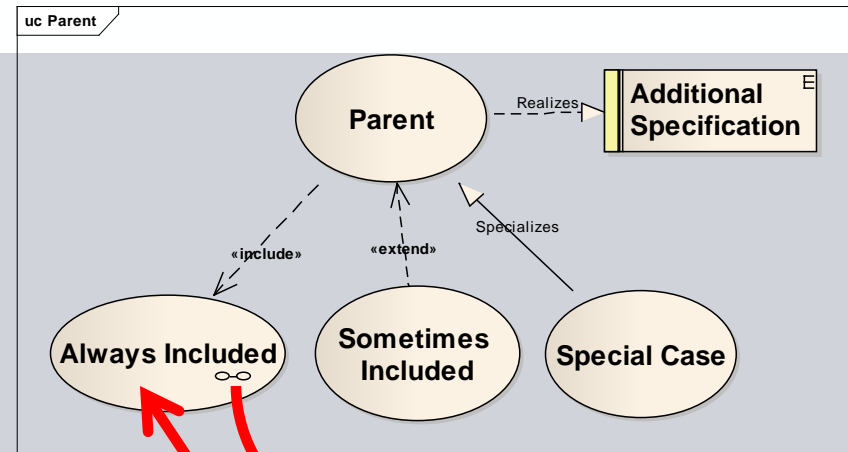 uc Parent
Parent
Realizes
Additional
Specification
E
«include»
«extend»
Specializes
Always Included
Sometimes
Included
Special Case